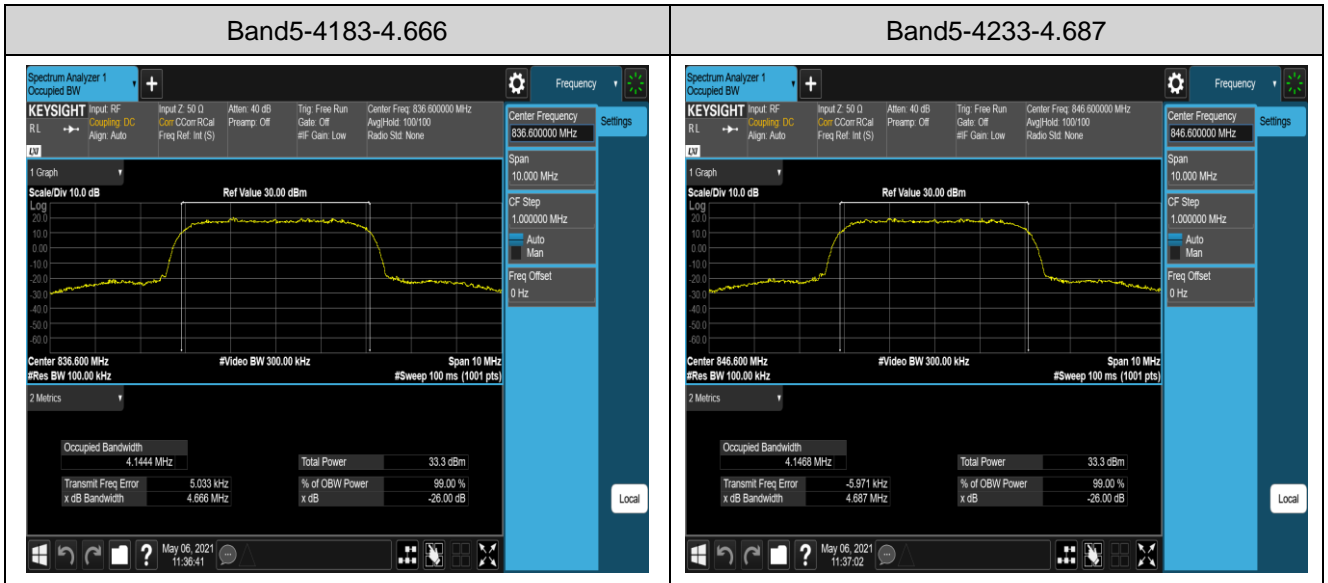 Band5-4183-4.666
Band5-4233-4.687
Spectrum Analyzer 1
Occupied BW
Frequency
KEYSIGHT
RL
LXI
Input: RF
Coupling: DC
Align: Auto
Input Z: 50 Ω
Corr CCorr RCal
Freq Ref: Int (S)
Atten: 40 dB
Preamp: Off
Trig: Free Run
Gate: Off
#IF Gain: Low
Center Freq: 836.600000 MHz
Avg|Hold: 100/100
Radio Std: None
Center Frequency
836.600000 MHz
Settings
Span
10.000 MHz
CF Step
1.000000 MHz
Auto
Man
Freq Offset
0 Hz
Local
1 Graph
Scale/Div 10.0 dB
Ref Value 30.00 dBm
Log
20.0
10.0
0.00
-10.0
-20.0
-30.0
-40.0
-50.0
-60.0
Center 836.600 MHz
#Video BW 300.00 kHz
Span 10 MHz
#Res BW 100.00 kHz
#Sweep 100 ms (1001 pts)
2 Metrics
Occupied Bandwidth
4.1444 MHz
Total Power 33.3 dBm
Transmit Freq Error 5.033 kHz
% of OBW Power 99.00 %
x dB Bandwidth 4.666 MHz
x dB -26.00 dB
?
May 06, 2021
11:36:41
Spectrum Analyzer 1
Occupied BW
Frequency
KEYSIGHT
RL
LXI
Input: RF
Coupling: DC
Align: Auto
Input Z: 50 Ω
Corr CCorr RCal
Freq Ref: Int (S)
Atten: 40 dB
Preamp: Off
Trig: Free Run
Gate: Off
#IF Gain: Low
Center Freq: 846.600000 MHz
Avg|Hold: 100/100
Radio Std: None
Center Frequency
846.600000 MHz
Settings
Span
10.000 MHz
CF Step
1.000000 MHz
Auto
Man
Freq Offset
0 Hz
Local
1 Graph
Scale/Div 10.0 dB
Ref Value 30.00 dBm
Log
20.0
10.0
0.00
-10.0
-20.0
-30.0
-40.0
-50.0
-60.0
Center 846.600 MHz
#Video BW 300.00 kHz
Span 10 MHz
#Res BW 100.00 kHz
#Sweep 100 ms (1001 pts)
2 Metrics
Occupied Bandwidth
4.1468 MHz
Total Power 33.3 dBm
Transmit Freq Error -5.971 kHz
% of OBW Power 99.00 %
x dB Bandwidth 4.687 MHz
x dB -26.00 dB
?
May 06, 2021
11:37:02